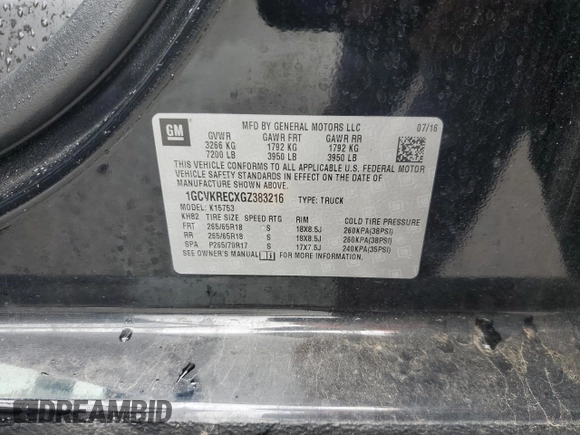 GM
MFD BY GENERAL MOTORS LLC 07/16
GVWR GAWR FRT GAWR RR
3266 KG 1792 KG 1792 KG
7200 LB 3950 LB 3950 LB
THIS VEHICLE CONFORMS TO ALL APPLICABLE U.S. FEDERAL MOTOR
VEHICLE SAFETY STANDARDS IN EFFECT ON THE DATE OF
MANUFACTURE SHOWN ABOVE.
1GCVKRECXGZ383216 TYPE: TRUCK
MODEL: K15753
KH82 TIRE SIZE SPEED RTG RIM COLD TIRE PRESSURE
FRT 265/65R18 S 18X8.5J 260KPA(38PSI)
RR 265/65R18 S 18X8.5J 260KPA(38PSI)
SPA P265/70R17 S 17X7.5J 240KPA(35PSI)
SEE OWNER'S MANUAL i FOR MORE INFORMATION.
DREAMBID